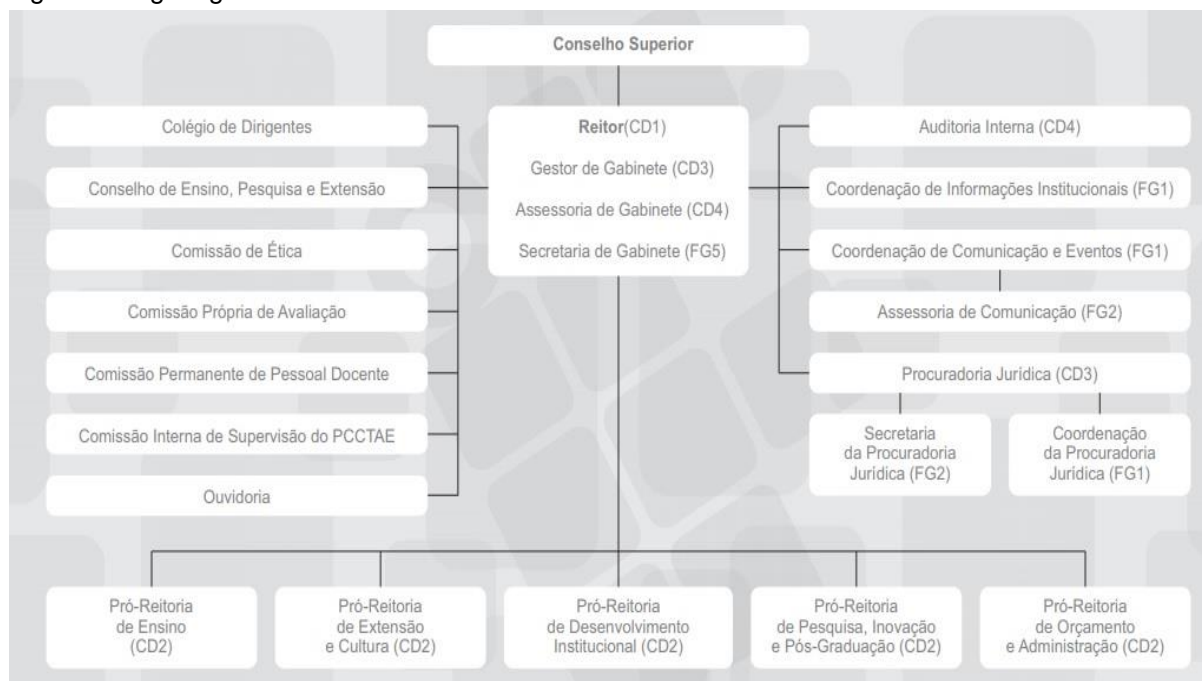 Conselho Superior
Reitor(CD1)
Gestor de Gabinete (CD3)
Assessoria de Gabinete (CD4)
Secretaria de Gabinete (FG5)
Colégio de Dirigentes
Conselho de Ensino, Pesquisa e Extensão
Comissão de Ética
Comissão Própria de Avaliação
Comissão Permanente de Pessoal Docente
Comissão Interna de Supervisão do PCCTAE
Ouvidoria
Auditoria Interna (CD4)
Coordenação de Informações Institucionais (FG1)
Coordenação de Comunicação e Eventos (FG1)
Assessoria de Comunicação (FG2)
Procuradoria Jurídica (CD3)
Secretaria
da Procuradoria
Jurídica (FG2)
Coordenação
da Procuradoria
Jurídica (FG1)
Pró-Reitoria
de Ensino
(CD2)
Pró-Reitoria
de Extensão
e Cultura (CD2)
Pró-Reitoria
de Desenvolvimento
Institucional (CD2)
Pró-Reitoria
de Pesquisa, Inovação
e Pós-Graduação (CD2)
Pró-Reitoria
de Orçamento
e Administração (CD2)